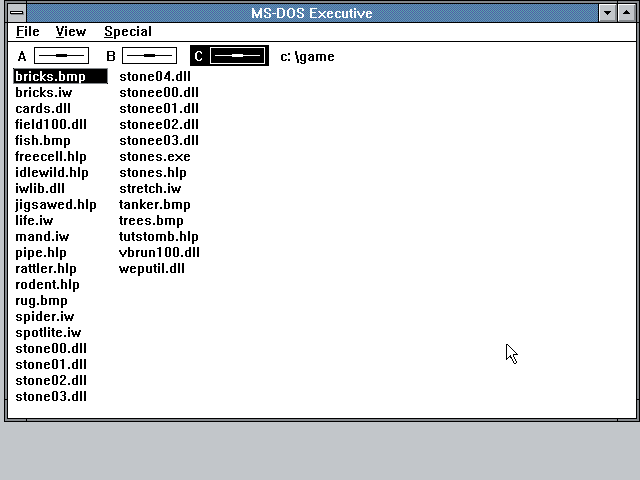 MS-DOS Executive
File View Special
A B C c: \game
bricks.bmp stone04.dll
bricks.iw stonee00.dll
cards.dll stonee01.dll
field100.dll stonee02.dll
fish.bmp stonee03.dll
freecell.hlp stones.exe
idlewild.hlp stones.hlp
iwlib.dll stretch.iw
jigsawed.hlp tanker.bmp
life.iw trees.bmp
mand.iw tutstomb.hlp
pipe.hlp vbrun100.dll
rattler.hlp weputil.dll
rodent.hlp
rug.bmp
spider.iw
spotlite.iw
stone00.dll
stone01.dll
stone02.dll
stone03.dll